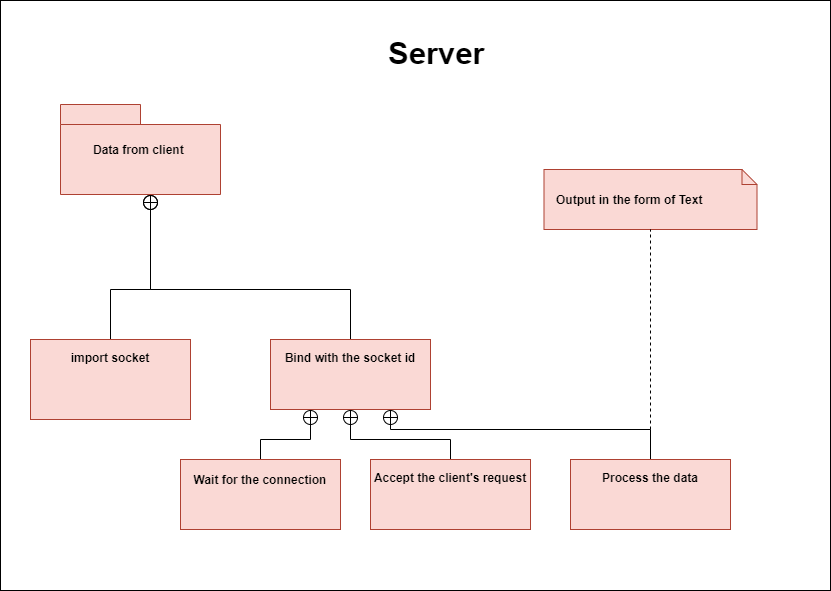 Server
Data from client
Output in the form of Text
import socket
Bind with the socket id
Wait for the connection
Accept the client's request
Process the data